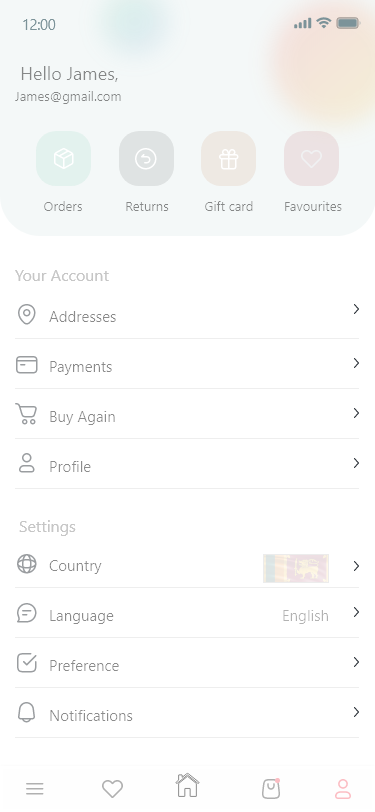 12:00
Hello James,
James@gmail.com
Orders Returns Gift card Favourites
Your Account
Addresses
Payments
Buy Again
Profile
Settings
Country
Language English
Preference
Notifications